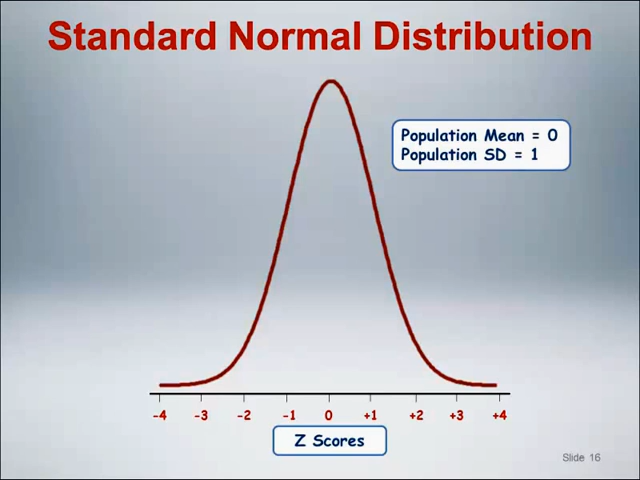 Standard Normal Distribution
Population Mean = 0
Population SD = 1
-4 -3 -2 -1 0 +1 +2 +3 +4
Z Scores
Slide 16